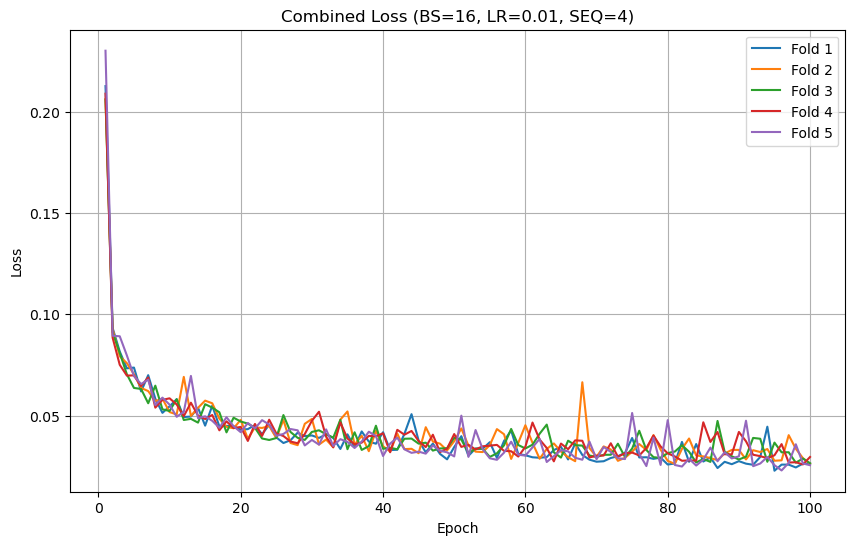 Combined Loss (BS=16, LR=0.01, SEQ=4)
Fold 1
Fold 2
Fold 3
Fold 4
Fold 5
0.20
0.15
0.10
0.05
Loss
0
20
40
60
80
100
Epoch